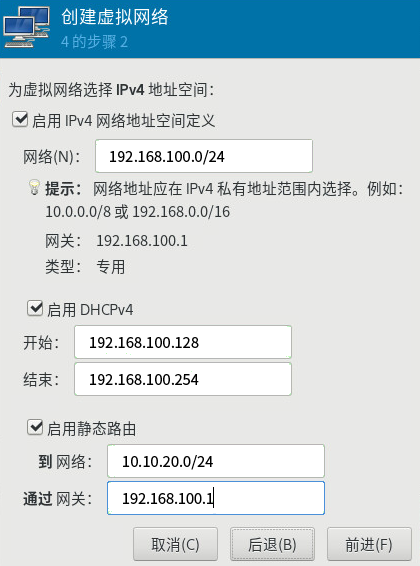 创建虚拟网络
4 的步骤 2
为虚拟网络选择 IPv4 地址空间：
启用 IPv4 网络地址空间定义
网络(N)： 192.168.100.0/24
提示： 网络地址应在 IPv4 私有地址范围内选择。例如：
10.0.0.0/8 或 192.168.0.0/16
网关： 192.168.100.1
类型： 专用
启用 DHCPv4
开始： 192.168.100.128
结束： 192.168.100.254
启用静态路由
到 网络： 10.10.20.0/24
通过 网关： 192.168.100.1
取消(C) 后退(B) 前进(F)